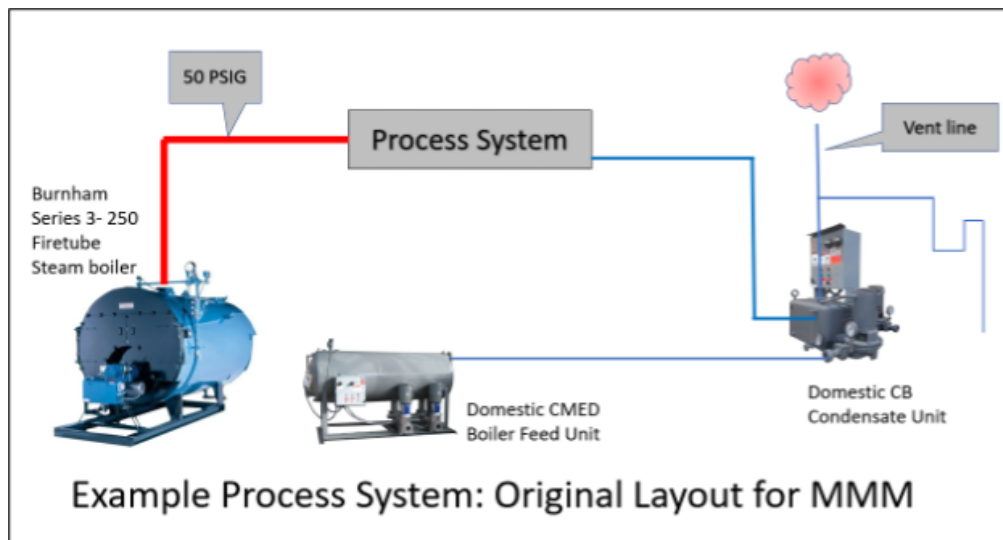 50 PSIG
Process System
Vent line
Burnham
Series 3- 250
Firetube
Steam boiler
Domestic CMED
Boiler Feed Unit
Domestic CB
Condensate Unit
Example Process System: Original Layout for MMM